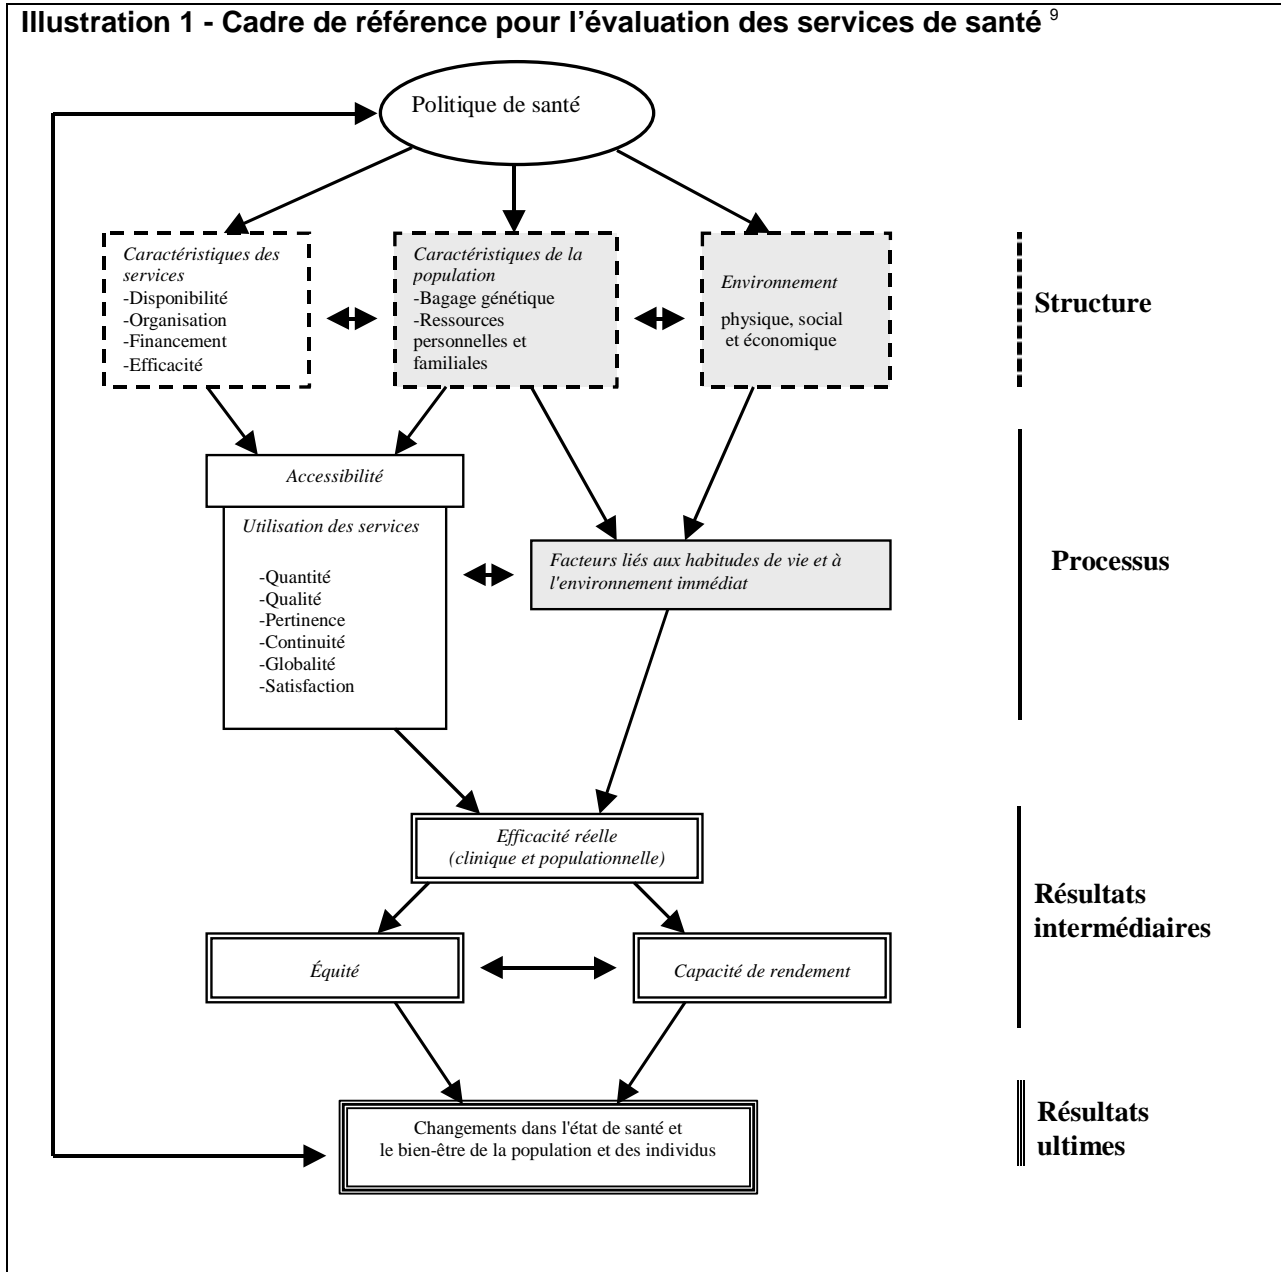 Illustration 1 - Cadre de référence pour l'évaluation des services de santé 9
Politique de santé
Caractéristiques des
services
-Disponibilité
-Organisation
-Financement
-Efficacité
Caractéristiques de la
population
-Bagage génétique
-Ressources
personnelles et
familiales
Environnement
physique, social
et économique
Structure
Accessibilité
Utilisation des services
-Quantité
-Qualité
-Pertinence
-Continuité
-Globalité
-Satisfaction
Facteurs liés aux habitudes de vie et à
l'environnement immédiat
Processus
Efficacité réelle
(clinique et populationnelle)
Équité
Capacité de rendement
Résultats
intermédiaires
Changements dans l'état de santé et
le bien-être de la population et des individus
Résultats
ultimes